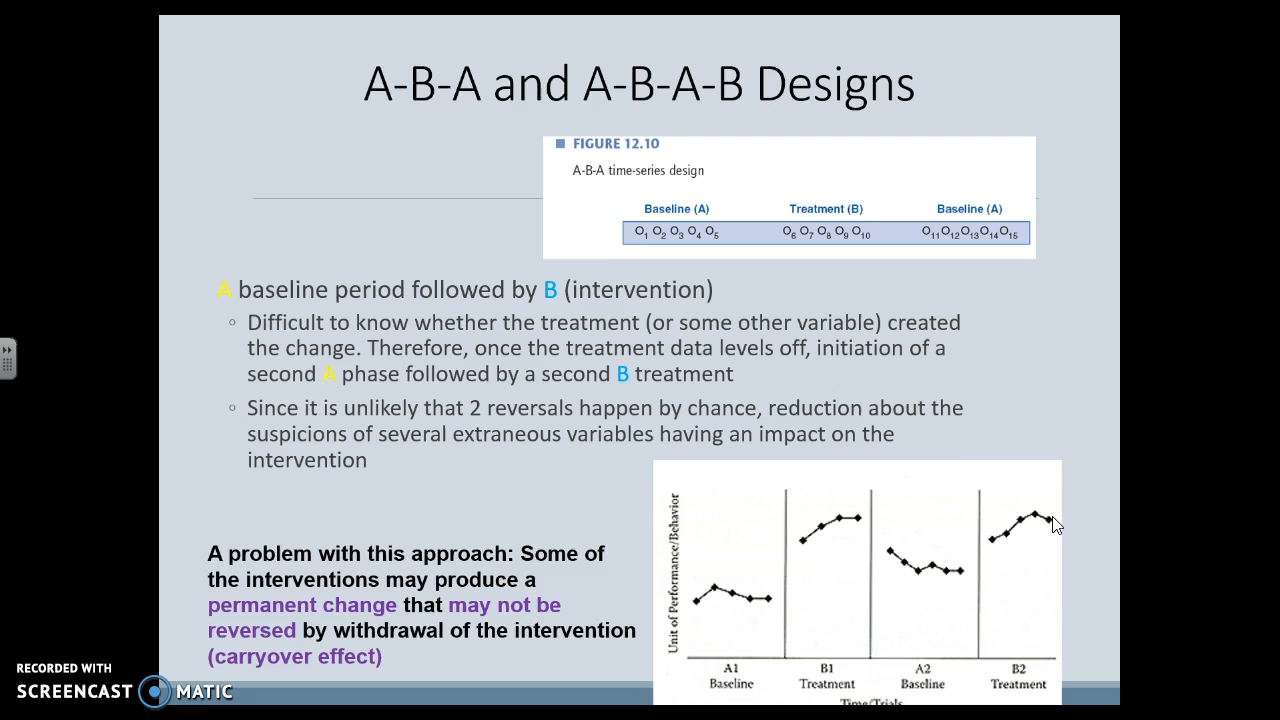 A-B-A and A-B-A-B Designs
■ FIGURE 12.10
A-B-A time-series design
Baseline (A) Treatment (B) Baseline (A)
O1 O2 O3 O4 O5 O6 O7 O8 O9 O10 O11O12O13O14O15
A baseline period followed by B (intervention)
◦ Difficult to know whether the treatment (or some other variable) created
the change. Therefore, once the treatment data levels off, initiation of a
second A phase followed by a second B treatment
◦ Since it is unlikely that 2 reversals happen by chance, reduction about the
suspicions of several extraneous variables having an impact on the
intervention
A problem with this approach: Some of
the interventions may produce a
permanent change that may not be
reversed by withdrawal of the intervention
(carryover effect)
Unit of Performance/Behavior
A1 B1 A2 B2
Baseline Treatment Baseline Treatment
Time/Trials
RECORDED WITH
SCREENCAST MATIC